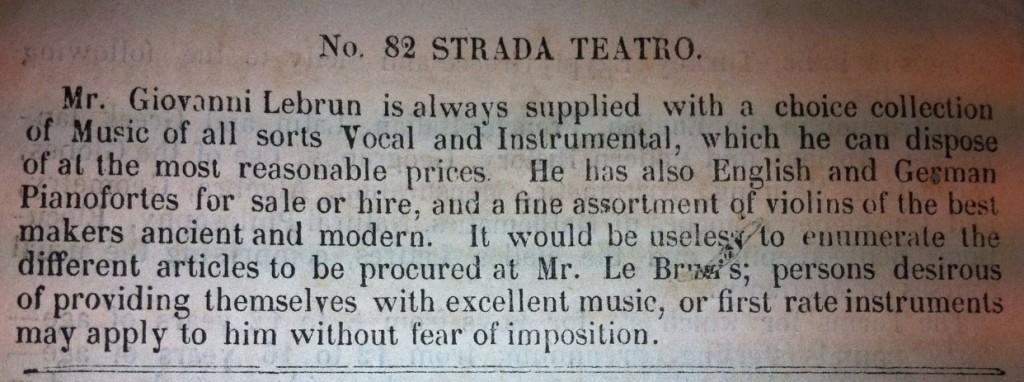 No. 82 STRADA TEATRO.
Mr. Giovanni Lebrun is always supplied with a choice collection
of Music of all sorts Vocal and Instrumental, which he can dispose
of at the most reasonable prices. He has also English and German
Pianofortes for sale or hire, and a fine assortment of violins of the best
makers ancient and modern. It would be useless to enumerate the
different articles to be procured at Mr. Le Brun's; persons desirous
of providing themselves with excellent music, or first rate instruments
may apply to him without fear of imposition.